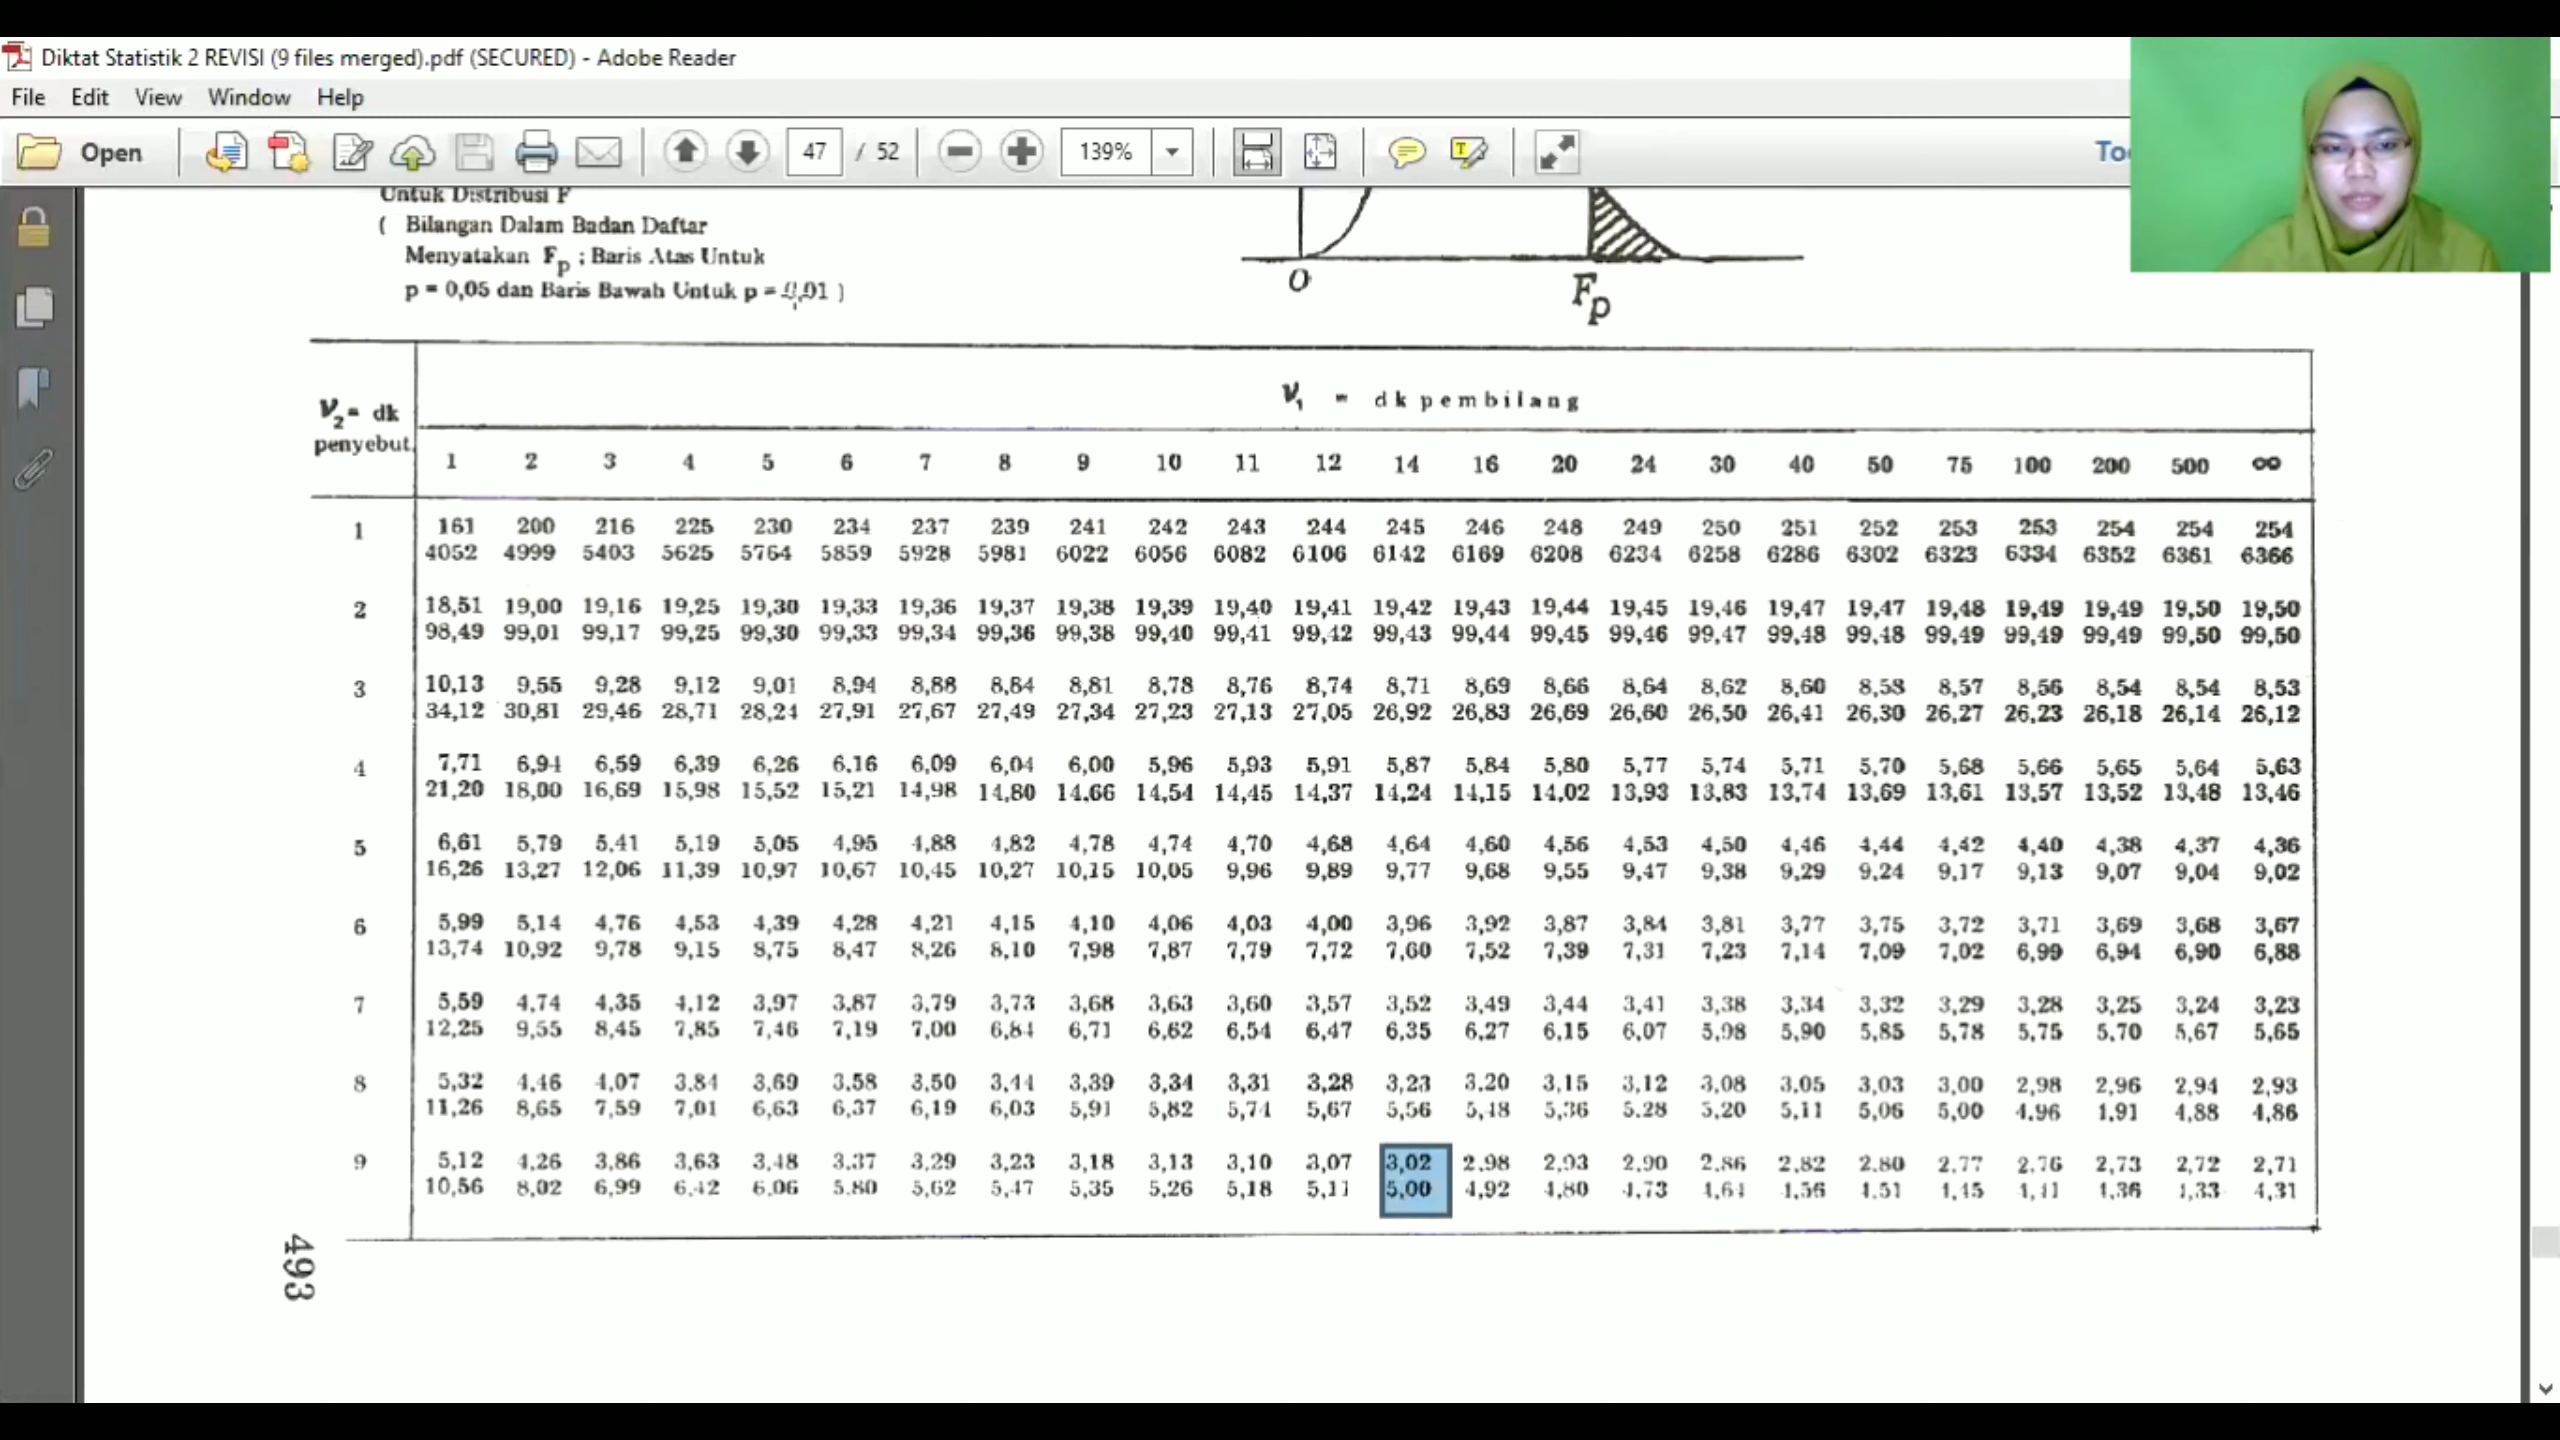 Diktat Statistik 2 REVISI (9 files merged).pdf (SECURED) - Adobe Reader
File Edit View Window Help
Open 47 / 52 139%
Untuk Distribusi F
( Bilangan Dalam Badan Daftar
Menyatakan Fp ; Baris Atas Untuk
p = 0,05 dan Baris Bawah Untuk p = 0,01 )
O Fp
V2 = dk penyebut
V1 = dk pembilang
1 2 3 4 5 6 7 8 9 10 11 12 14 16 20 24 30 40 50 75 100 200 500 ∞
1 161 200 216 225 230 234 237 239 241 242 243 244 245 246 248 249 250 251 252 253 253 254 254 254
4052 4999 5403 5625 5764 5859 5928 5981 6022 6056 6082 6106 6142 6169 6208 6234 6258 6286 6302 6323 6334 6352 6361 6366
2 18,51 19,00 19,16 19,25 19,30 19,33 19,36 19,37 19,38 19,39 19,40 19,41 19,42 19,43 19,44 19,45 19,46 19,47 19,47 19,48 19,49 19,49 19,50 19,50
98,49 99,01 99,17 99,25 99,30 99,33 99,34 99,36 99,38 99,40 99,41 99,42 99,43 99,44 99,45 99,46 99,47 99,48 99,48 99,49 99,49 99,49 99,50 99,50
3 10,13 9,55 9,28 9,12 9,01 8,94 8,88 8,84 8,81 8,78 8,76 8,74 8,71 8,69 8,66 8,64 8,62 8,60 8,58 8,57 8,56 8,54 8,54 8,53
34,12 30,81 29,46 28,71 28,24 27,91 27,67 27,49 27,34 27,23 27,13 27,05 26,92 26,83 26,69 26,60 26,50 26,41 26,30 26,27 26,23 26,18 26,14 26,12
4 7,71 6,94 6,59 6,39 6,26 6,16 6,09 6,04 6,00 5,96 5,93 5,91 5,87 5,84 5,80 5,77 5,74 5,71 5,70 5,68 5,66 5,65 5,64 5,63
21,20 18,00 16,69 15,98 15,52 15,21 14,98 14,80 14,66 14,54 14,45 14,37 14,24 14,15 14,02 13,93 13,83 13,74 13,69 13,61 13,57 13,52 13,48 13,46
5 6,61 5,79 5,41 5,19 5,05 4,95 4,88 4,82 4,78 4,74 4,70 4,68 4,64 4,60 4,56 4,53 4,50 4,46 4,44 4,42 4,40 4,38 4,37 4,36
16,26 13,27 12,06 11,39 10,97 10,67 10,45 10,27 10,15 10,05 9,96 9,89 9,77 9,68 9,55 9,47 9,38 9,29 9,24 9,17 9,13 9,07 9,04 9,02
6 5,99 5,14 4,76 4,53 4,39 4,28 4,21 4,15 4,10 4,06 4,03 4,00 3,96 3,92 3,87 3,84 3,81 3,77 3,75 3,72 3,71 3,69 3,68 3,67
13,74 10,92 9,78 9,15 8,75 8,47 8,26 8,10 7,98 7,87 7,79 7,72 7,60 7,52 7,39 7,31 7,23 7,14 7,09 7,02 6,99 6,94 6,90 6,88
7 5,59 4,74 4,35 4,12 3,97 3,87 3,79 3,73 3,68 3,63 3,60 3,57 3,52 3,49 3,44 3,41 3,38 3,34 3,32 3,29 3,28 3,25 3,24 3,23
12,25 9,55 8,45 7,85 7,46 7,19 7,00 6,84 6,71 6,62 6,54 6,47 6,35 6,27 6,15 6,07 5,98 5,90 5,85 5,78 5,75 5,70 5,67 5,65
8 5,32 4,46 4,07 3,84 3,69 3,58 3,50 3,44 3,39 3,34 3,31 3,28 3,23 3,20 3,15 3,12 3,08 3,05 3,03 3,00 2,98 2,96 2,94 2,93
11,26 8,65 7,59 7,01 6,63 6,37 6,19 6,03 5,91 5,82 5,74 5,67 5,56 5,48 5,36 5,28 5,20 5,11 5,06 5,00 4,96 4,91 4,88 4,86
9 5,12 4,26 3,86 3,63 3,48 3,37 3,29 3,23 3,18 3,13 3,10 3,07 3,02 2,98 2,93 2,90 2,86 2,82 2,80 2,77 2,76 2,73 2,72 2,71
10,56 8,02 6,99 6,42 6,06 5,80 5,62 5,47 5,35 5,26 5,18 5,11 5,00 4,92 4,80 4,73 4,64 4,56 4,51 4,45 4,41 4,36 4,33 4,31
493